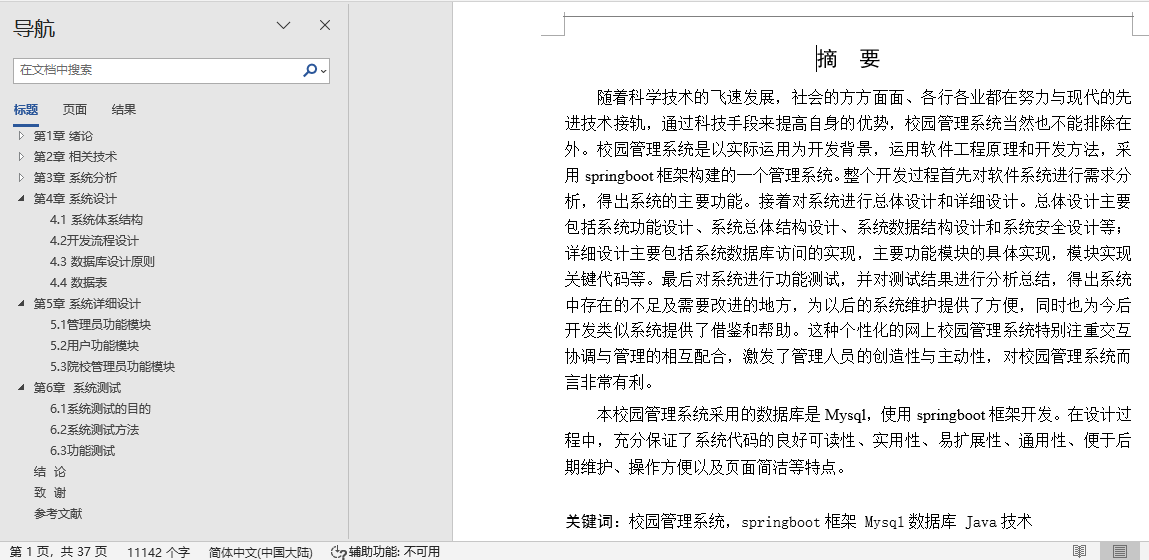 导航
在文档中搜索
标题 页面 结果
第1章 绪论
第2章 相关技术
第3章 系统分析
第4章 系统设计
4.1 系统体系结构
4.2开发流程设计
4.3 数据库设计原则
4.4 数据表
第5章 系统详细设计
5.1管理员功能模块
5.2用户功能模块
5.3院校管理员功能模块
第6章 系统测试
6.1系统测试的目的
6.2系统测试方法
6.3功能测试
结 论
致 谢
参考文献
摘 要
随着科学技术的飞速发展，社会的方方面面、各行各业都在努力与现代的先
进技术接轨，通过科技手段来提高自身的优势，校园管理系统当然也不能排除在
外。校园管理系统是以实际运用为开发背景，运用软件工程原理和开发方法，采
用 springboot 框架构建的一个管理系统。整个开发过程首先对软件系统进行需求分
析，得出系统的主要功能。接着对系统进行总体设计和详细设计。总体设计主要
包括系统功能设计、系统总体结构设计、系统数据结构设计和系统安全设计等；
详细设计主要包括系统数据库访问的实现，主要功能模块的具体实现，模块实现
关键代码等。最后对系统进行功能测试，并对测试结果进行分析总结，得出系统
中存在的不足及需要改进的地方，为以后的系统维护提供了方便，同时也为今后
开发类似系统提供了借鉴和帮助。这种个性化的网上校园管理系统特别注重交互
协调与管理的相互配合，激发了管理人员的创造性与主动性，对校园管理系统而
言非常有利。
本校园管理系统采用的数据库是 Mysql，使用 springboot 框架开发。在设计过
程中，充分保证了系统代码的良好可读性、实用性、易扩展性、通用性、便于后
期维护、操作方便以及页面简洁等特点。
关键词：校园管理系统，springboot 框架 Mysql 数据库 Java 技术
第 1 页，共 37 页 11142 个字 简体中文(中国大陆) 辅助功能: 不可用